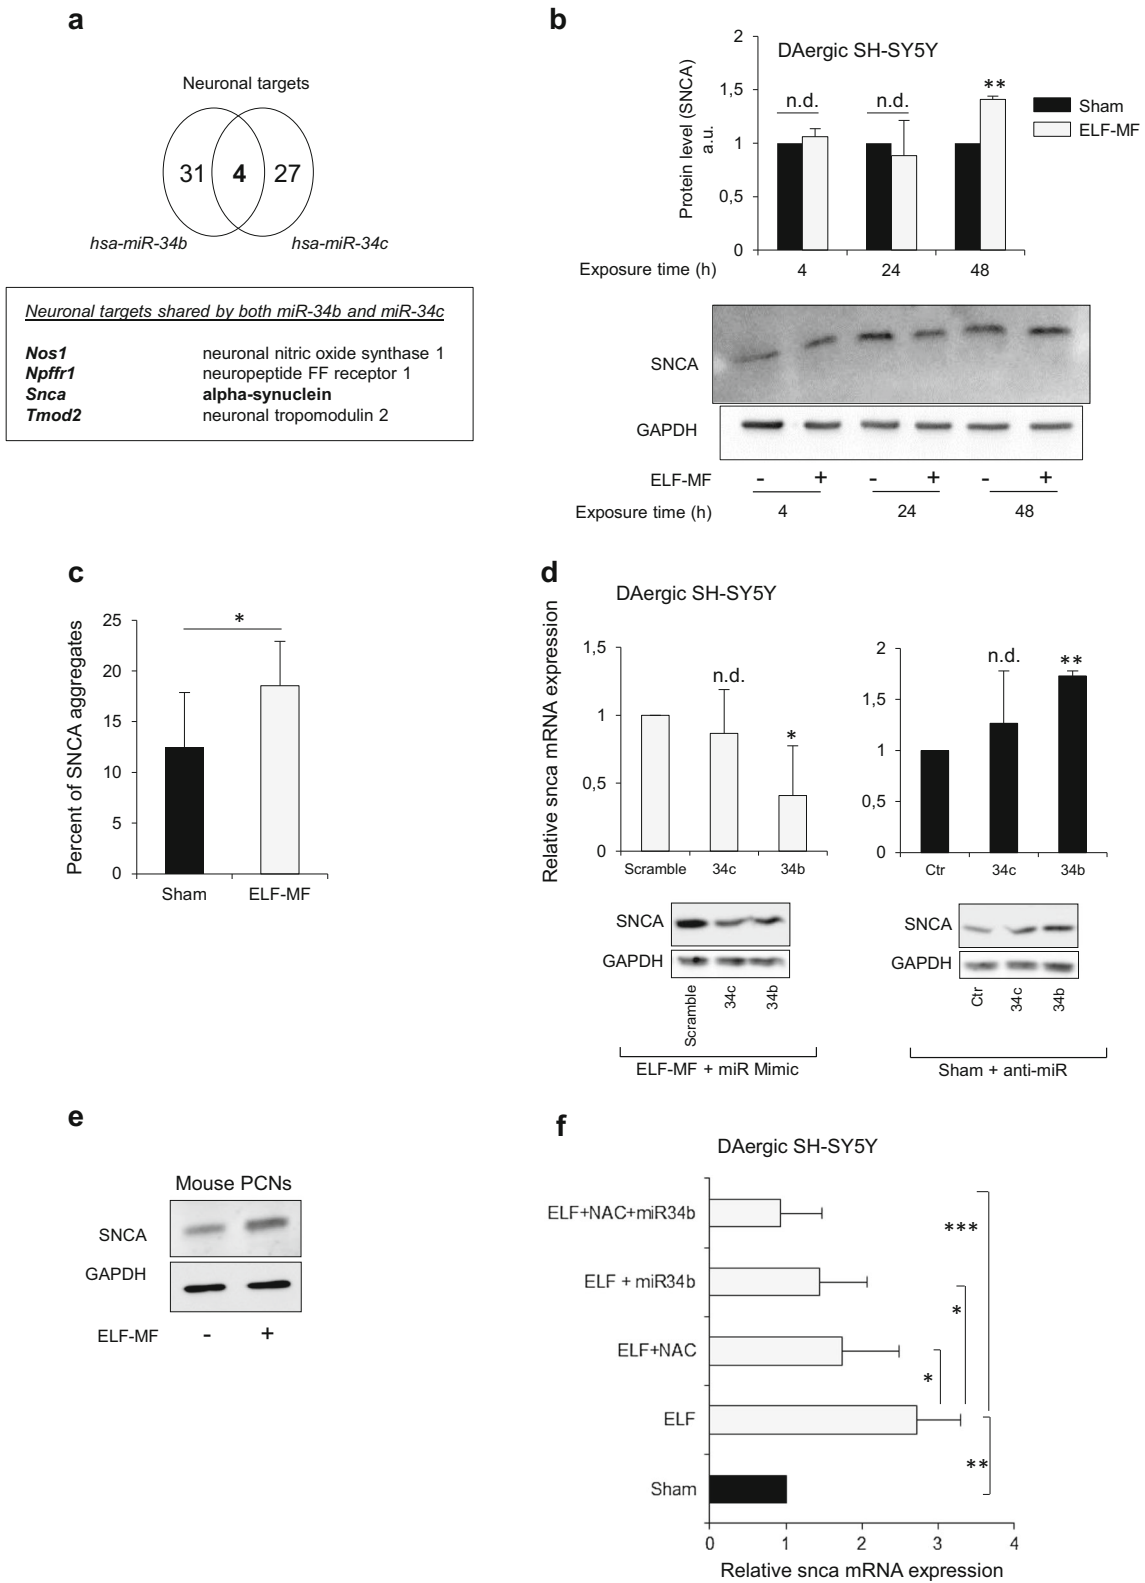 a
Neuronal targets
31 4 27
hsa-miR-34b hsa-miR-34c
Neuronal targets shared by both miR-34b and miR-34c
Nos1 neuronal nitric oxide synthase 1
Npffr1 neuropeptide FF receptor 1
Snca alpha-synuclein
Tmod2 neuronal tropomodulin 2
b
DAergic SH-SY5Y
Protein level (SNCA)
a.u.
2
1,5
1
0,5
0
n.d. n.d. **
Sham
ELF-MF
Exposure time (h) 4 24 48
SNCA
GAPDH
ELF-MF - + - + - +
Exposure time (h) 4 24 48
c
Percent of SNCA aggregates
25
20
15
10
5
0
*
Sham ELF-MF
d
DAergic SH-SY5Y
Relative snca mRNA expression
1,5
1
0,5
0
n.d.
*
Scramble 34c 34b
SNCA
GAPDH
Scramble 34c 34b
ELF-MF + miR Mimic
2
1,5
1
0,5
0
n.d. **
Ctr 34c 34b
SNCA
GAPDH
Ctr 34c 34b
Sham + anti-miR
e
Mouse PCNs
SNCA
GAPDH
ELF-MF - +
f
DAergic SH-SY5Y
ELF+NAC+miR34b
***
ELF + miR34b
*
ELF+NAC
*
ELF
**
Sham
0 1 2 3 4
Relative snca mRNA expression